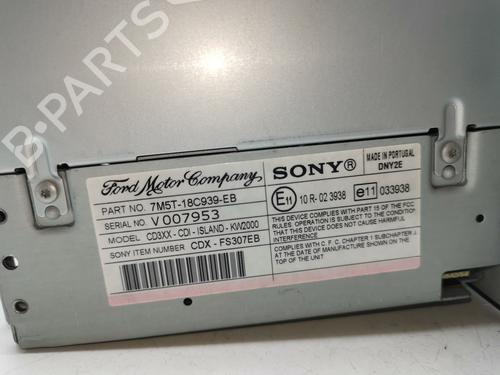 B-PARTS
Ford Motor Company
PART NO. 7M5T-18C939-EB
SERIAL NO. V007953
MODEL CD3XX - CDI - ISLAND - KW2000
SONY ITEM NUMBER CDX - FS307EB
SONY®
MADE IN PORTUGAL
DNY2E
E11 10 R- 02 3938 e11 033938
THIS DEVICE COMPLIES WITH PART 15 OF THE FCC
RULES. OPERATION IS SUBJECT TO THE CONDITION
THAT THIS DEVICE DOES NOT CAUSE HARMFUL
INTERFERENCE.
COMPLIES WITH C. F. C. CHAPTER 1 SUBCHAPTER J.
AT DATE OF MANUFACTURE SHOWN ON THE
TOP OF THE UNIT